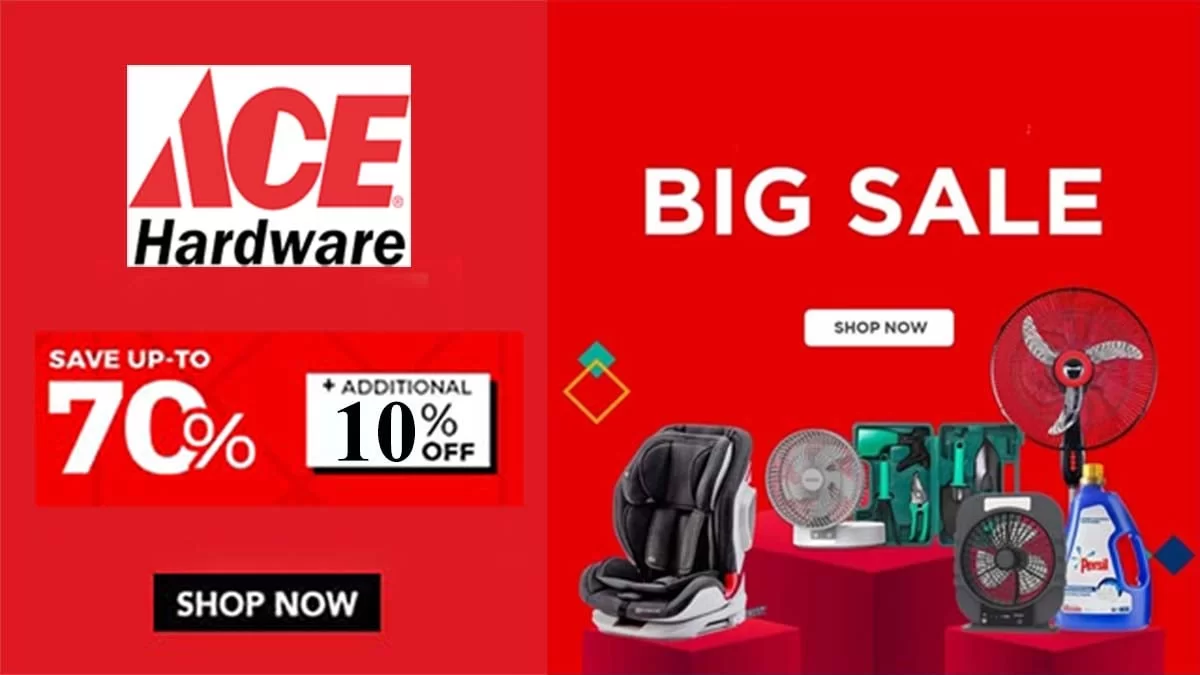 ACE®
Hardware
SAVE UP-TO
70%
+ ADDITIONAL
10% OFF
SHOP NOW
BIG SALE
SHOP NOW
Persil